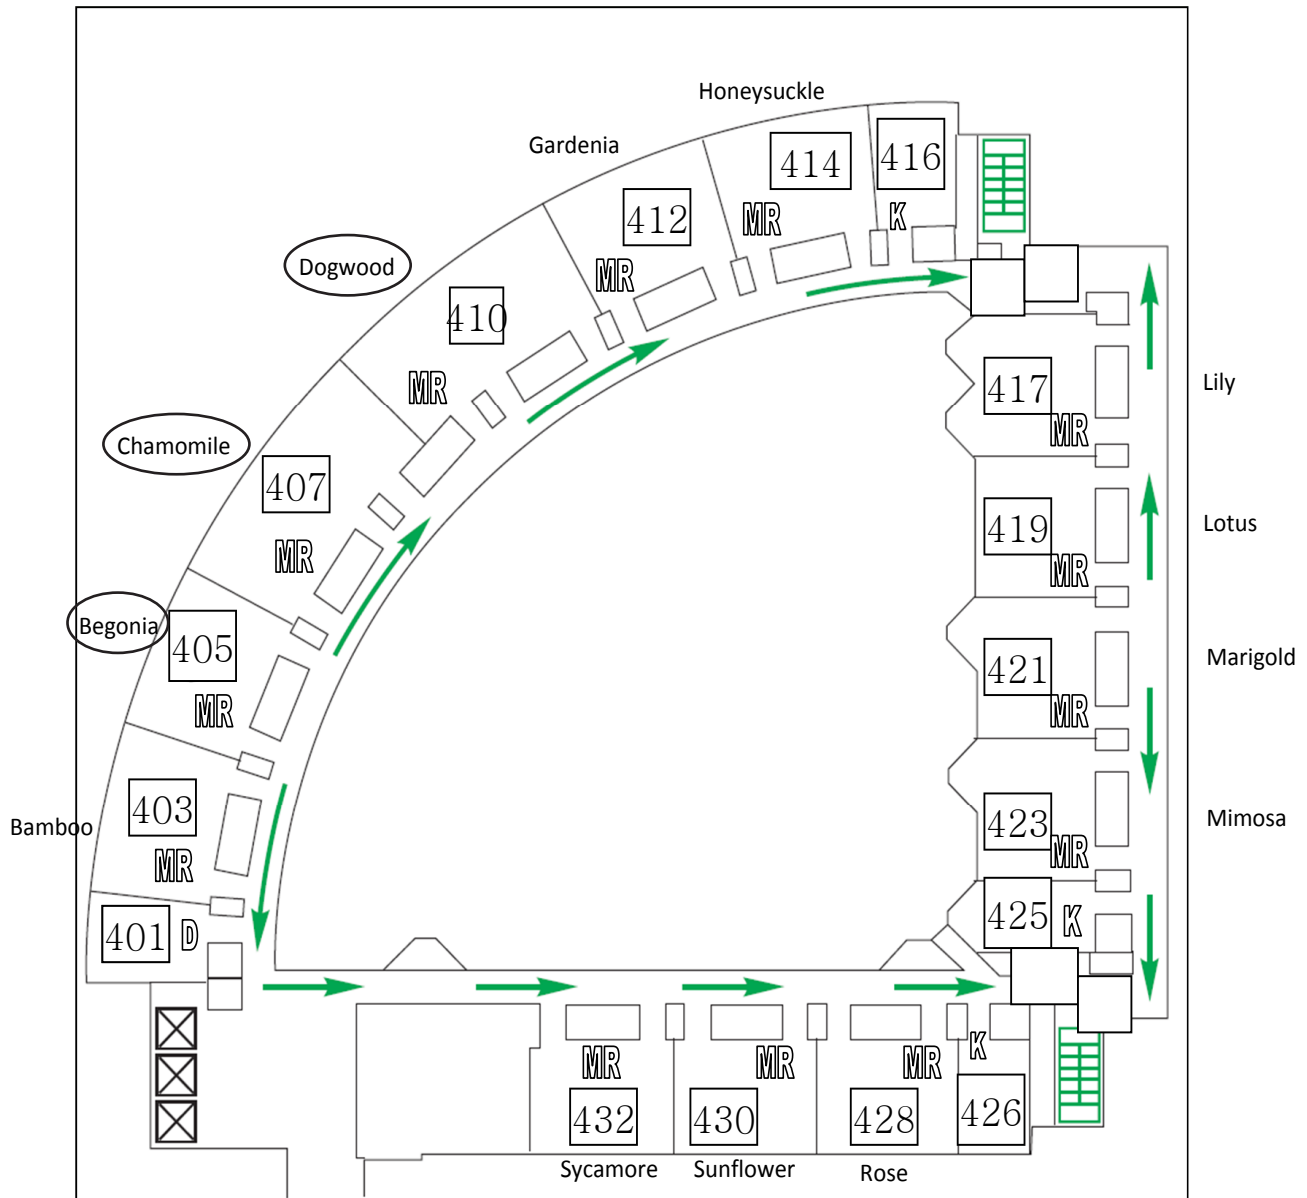 Honeysuckle
Gardenia
414
416
MR
K
412
MR
Dogwood
410
MR
417
MR
Lily
Chamomile
407
MR
419
MR
Lotus
Begonia
405
MR
421
MR
Marigold
Bamboo
403
MR
423
MR
Mimosa
401
D
425
K
MR
MR
MR
K
432
430
428
426
Sycamore
Sunflower
Rose